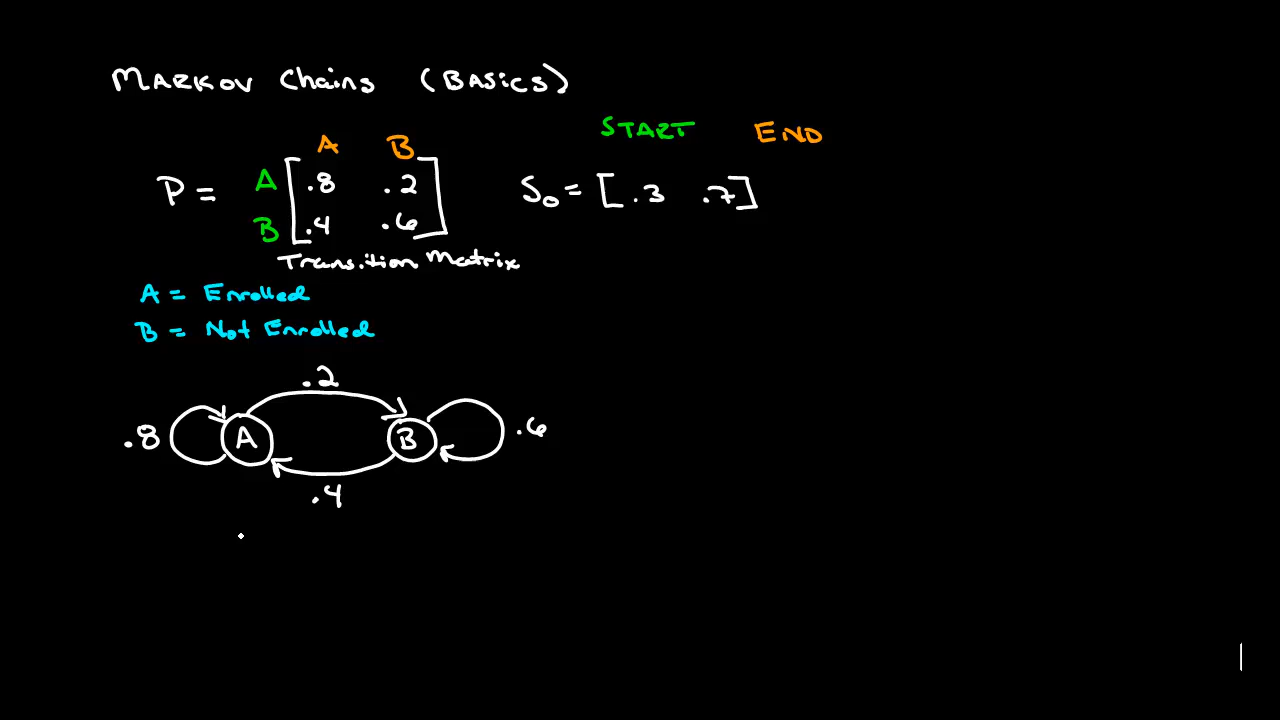 MARKOV Chains (BASICS)
START END
A B
P = A [ .8 .2 S₀ = [ .3 .7 ]
B .4 .6 ]
Transition Matrix
A = Enrolled
B = Not Enrolled
.2
.8 A B .6
.4